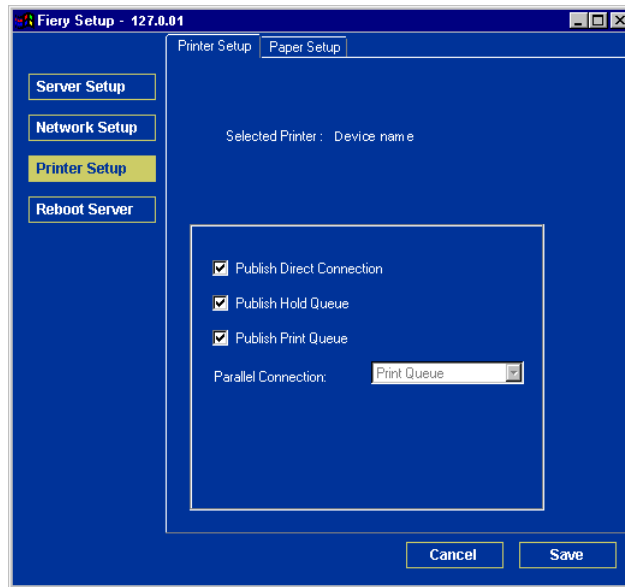 Fiery Setup - 127.0.01
Printer Setup
Paper Setup
Server Setup
Network Setup
Printer Setup
Reboot Server
Selected Printer : Device name
Publish Direct Connection
Publish Hold Queue
Publish Print Queue
Parallel Connection: Print Queue
Cancel
Save